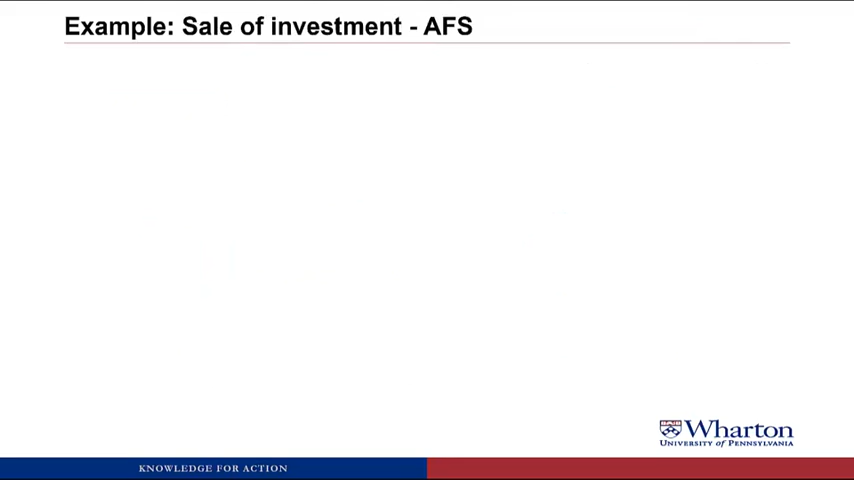 Example: Sale of investment - AFS
Wharton
UNIVERSITY of PENNSYLVANIA
KNOWLEDGE FOR ACTION